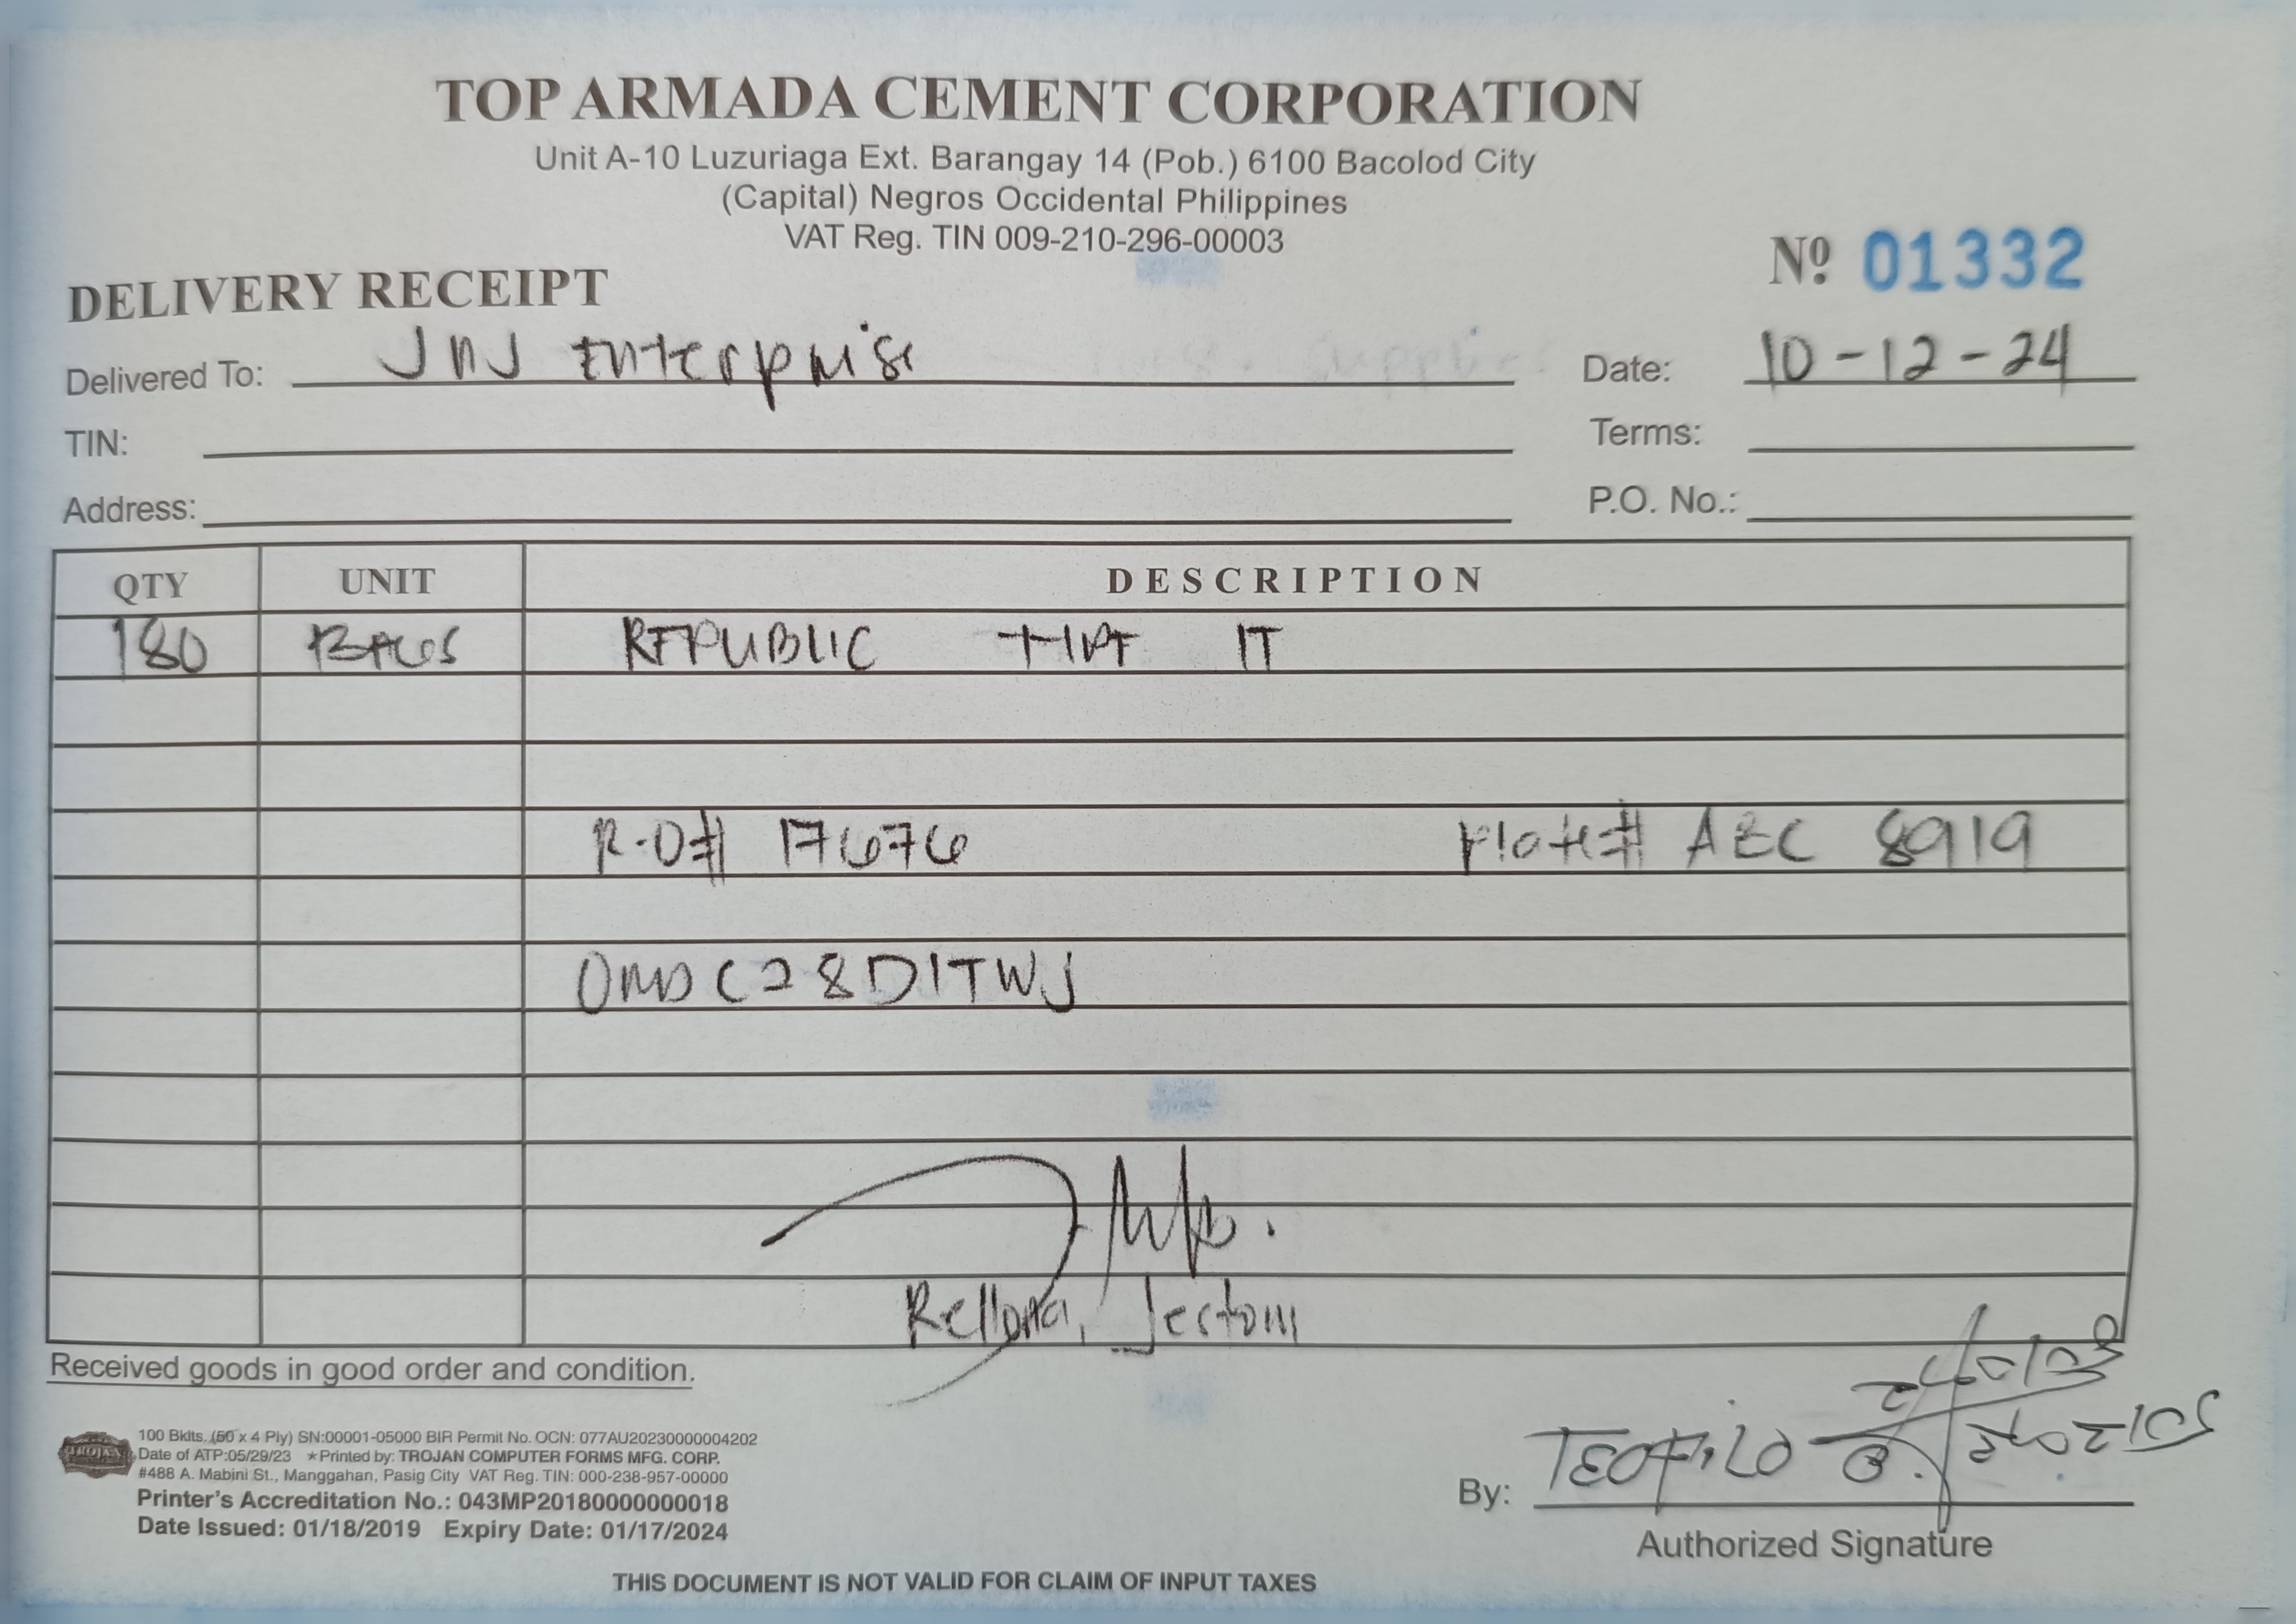 TOP ARMADA CEMENT CORPORATION
Unit A-10 Luzuriaga Ext. Barangay 14 (Pob.) 6100 Bacolod City
(Capital) Negros Occidental Philippines
VAT Reg. TIN 009-210-296-00003
Nº 01332
DELIVERY RECEIPT
Delivered To: JNJ Enterprise Date: 10-12-24
TIN: Terms:
Address: P.O. No.:
QTY UNIT DESCRIPTION
180 BAGS REPUBLIC TYPE IT
R.O# 17676 Plate# AEC 8919
C28D1TWJ
Rellona, Jestoni
Received goods in good order and condition.
100 Bklts. (50 x 4 Ply) SN:00001-05000 BIR Permit No. OCN: 077AU20230000004202
TROJAN Date of ATP:05/29/23 ★Printed by: TROJAN COMPUTER FORMS MFG. CORP.
#488 A. Mabini St., Manggahan, Pasig City VAT Reg. TIN: 000-238-957-00000
Printer's Accreditation No.: 043MP20180000000018
Date Issued: 01/18/2019 Expiry Date: 01/17/2024
By: TEOFILO
Authorized Signature
THIS DOCUMENT IS NOT VALID FOR CLAIM OF INPUT TAXES